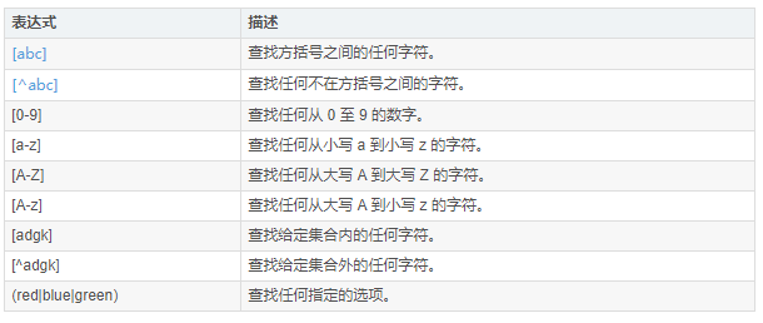 表达式 描述
[abc] 查找方括号之间的任何字符。
[^abc] 查找任何不在方括号之间的字符。
[0-9] 查找任何从 0 至 9 的数字。
[a-z] 查找任何从小写 a 到小写 z 的字符。
[A-Z] 查找任何从大写 A 到大写 Z 的字符。
[A-z] 查找任何从大写 A 到小写 z 的字符。
[adgk] 查找给定集合内的任何字符。
[^adgk] 查找给定集合外的任何字符。
(red|blue|green) 查找任何指定的选项。